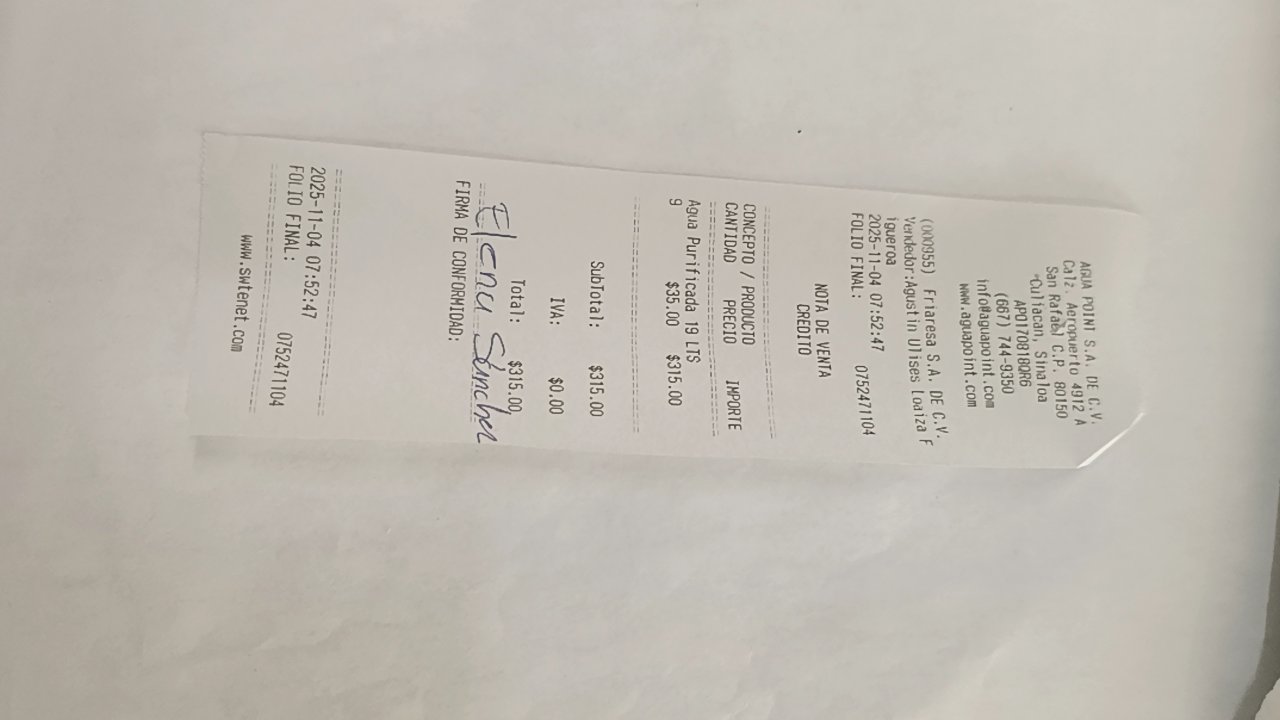 AGUA POINT S.A. DE C.V.
Calz. Aeropuerto 4912 A
San Rafael C.P. 80150
Culiacan, Sinaloa
APO170818QR6
(667) 744-9350
info@aguapoint.com
www.aguapoint.com
(000955) Friaresa S.A. DE C.V.
Vendedor:Agustin Ulises Loaiza F
igueroa
2025-11-04 07:52:47
FOLIO FINAL: 0752471104
NOTA DE VENTA
CREDITO
CONCEPTO / PRODUCTO
CANTIDAD PRECIO IMPORTE
Agua Purificada 19 LTS
9 $35.00 $315.00
SubTotal: $315.00
IVA: $0.00
Total: $315.00
Elena Sánchez
FIRMA DE CONFORMIDAD:
2025-11-04 07:52:47
FOLIO FINAL: 0752471104
www.swtenet.com